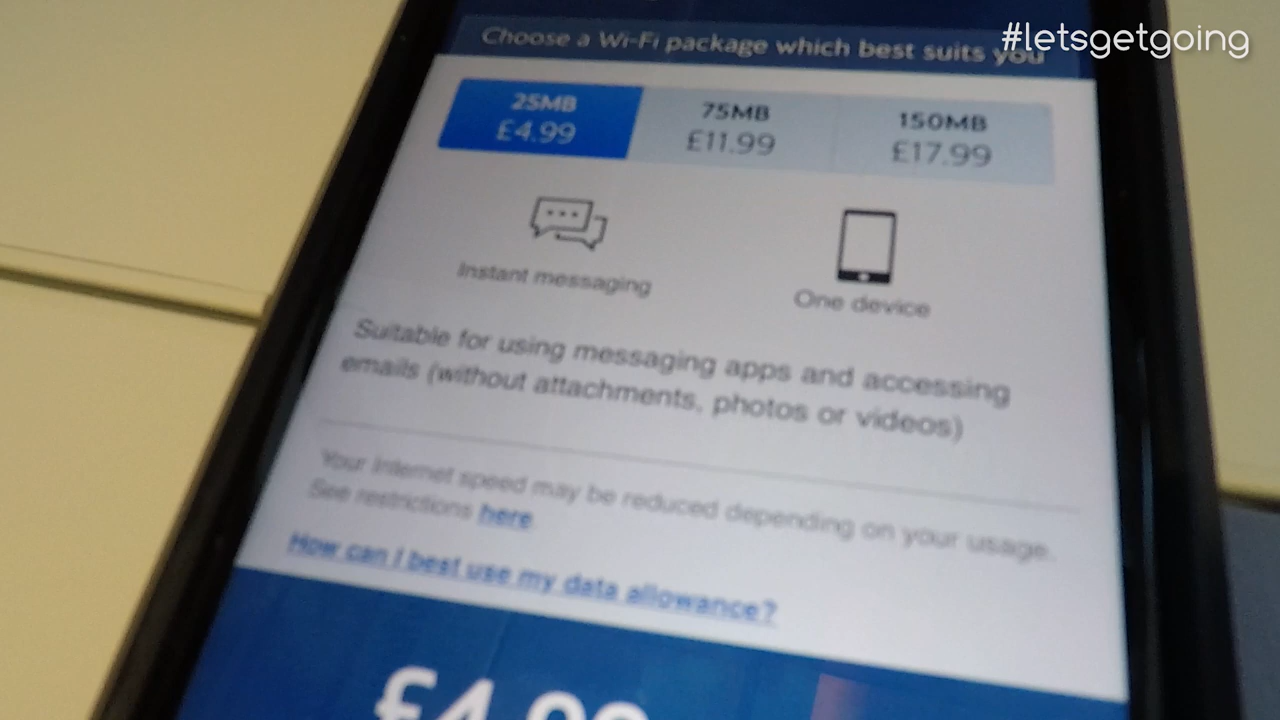 #letsgetgoing
Choose a Wi-Fi package which best suits you
25MB
£4.99
75MB
£11.99
150MB
£17.99
Instant messaging
One device
Suitable for using messaging apps and accessing
emails (without attachments, photos or videos)
Your Internet speed may be reduced depending on your usage.
See restrictions here.
How can I best use my data allowance?
£4.99